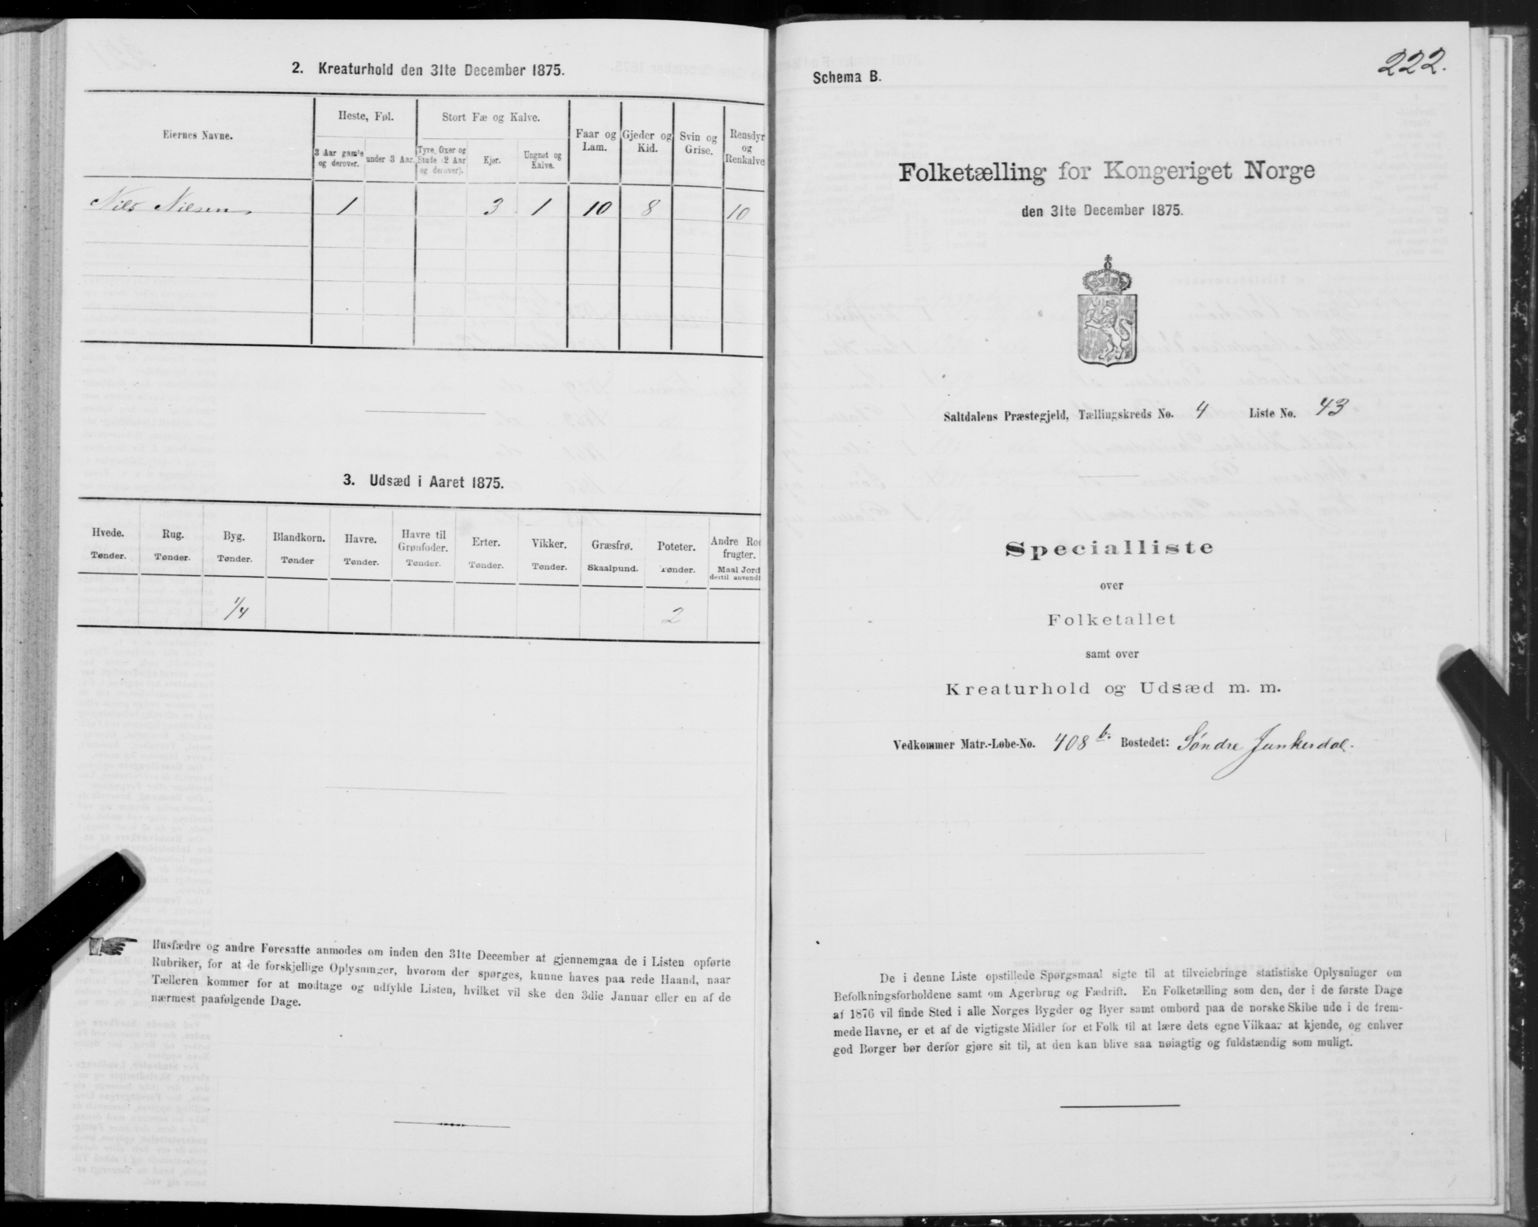 2. Kreaturhold den 31te December 1875.
Eiernes Navne.
Heste, Føl.
Stort Fæ og Kalve.
Faar og Lam.
Gjeder og Kid.
Svin og Grise.
Rensdyr og Renkalve
3 Aar gamle og derover.
under 3 Aar.
Tyre, Oxer og Stude (2 Aar og derover).
Kjør.
Ungnøt og Kalve.
Nils Nilsen 1 3 1 10 8 10
3. Udsæd i Aaret 1875.
Hvede. Rug. Byg. Blandkorn. Havre. Havre til Grønfoder. Erter. Vikker. Græsfrø. Poteter. Andre Rodfrugter.
Tønder. Tønder. Tønder. Tønder Tønder. Tønder. Tønder. Tønder. Skaalpund. Tønder. Maal Jord dertil anvendt
1/4 2
Husfædre og andre Foresatte anmodes om inden den 31te December at gjennemgaa de i Listen opførte
Rubriker, for at de forskjellige Oplysninger, hvorom der spørges, kunne haves paa rede Haand, naar
Tælleren kommer for at modtage og udfylde Listen, hvilket vil ske den 3die Januar eller en af de
nærmest paafølgende Dage.
222.
Schema B.
Folketælling for Kongeriget Norge
den 31te December 1875.
Saltdalens Præstegjeld, Tællingskreds No. 4 Liste No. 43
Specialliste
over
Folketallet
samt over
Kreaturhold og Udsæd m. m.
Vedkommer Matr.-Løbe-No. 408 b. Bostedet: Søndre Junkerdal.
De i denne Liste opstillede Spørgsmaal sigte til at tilveiebringe statistiske Oplysninger om
Befolkningsforholdene samt om Agerbrug og Fædrift. En Folketælling som den, der i de første Dage
af 1876 vil finde Sted i alle Norges Bygder og Byer samt ombord paa de norske Skibe ude i de frem-
mede Havne, er et af de vigtigste Midler for et Folk til at lære dets egne Vilkaar at kjende, og enhver
god Borger bør derfor gjøre sit til, at den kan blive saa nøiagtig og fuldstændig som muligt.